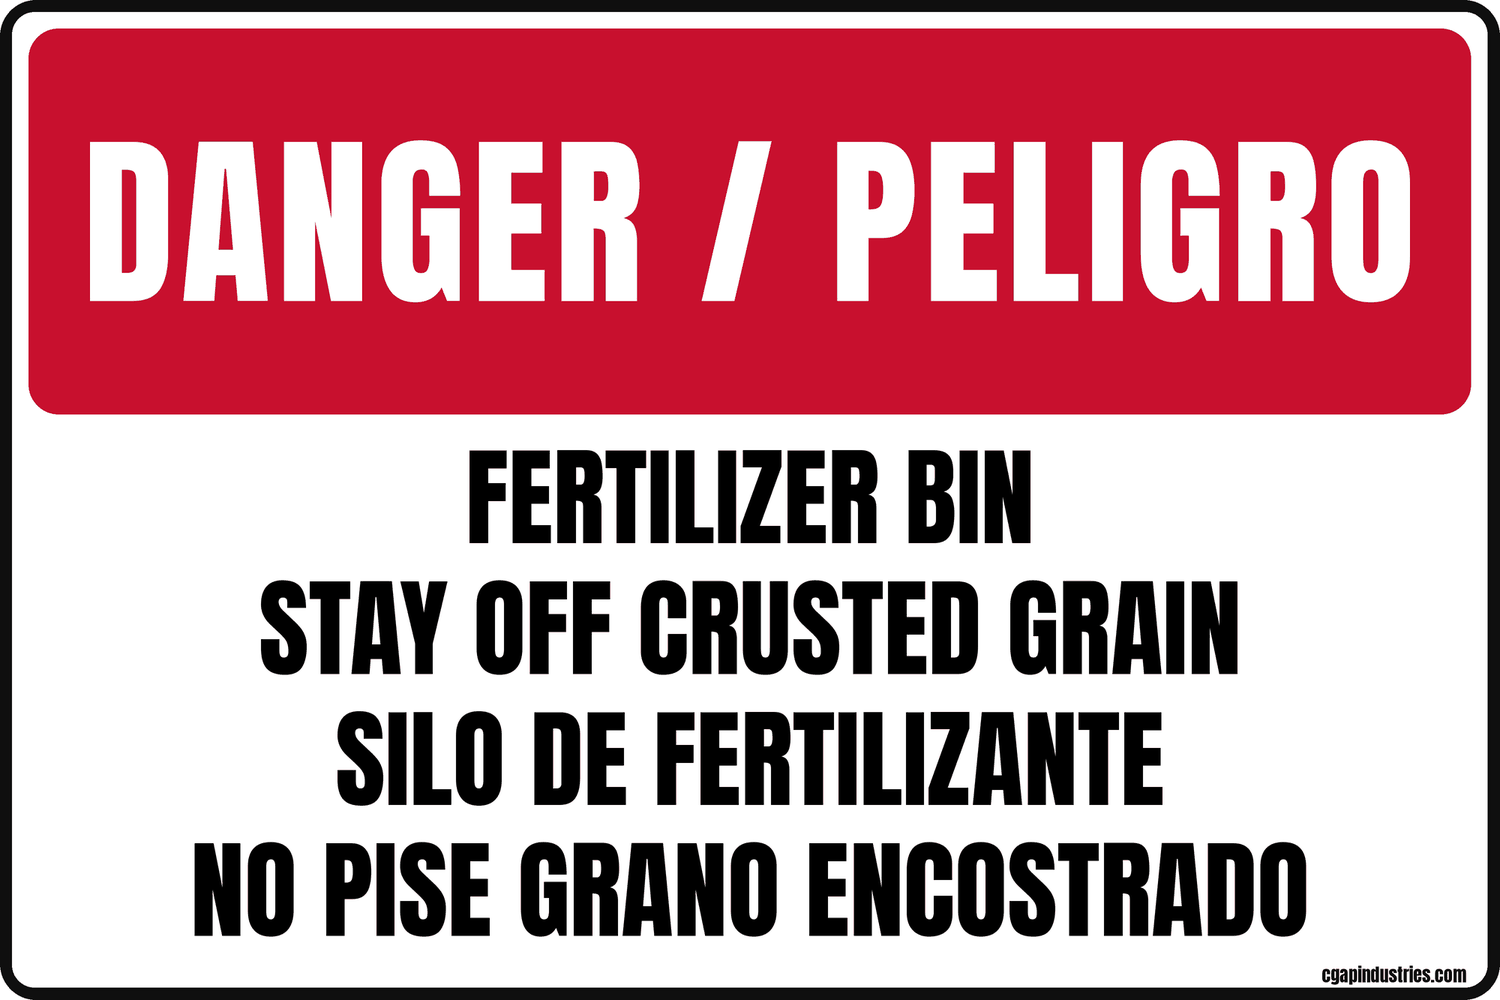 DANGER / PELIGRO
FERTILIZER BIN
STAY OFF CRUSTED GRAIN
SILO DE FERTILIZANTE
NO PISE GRANO ENCOSTRADO
cgapindustries.com